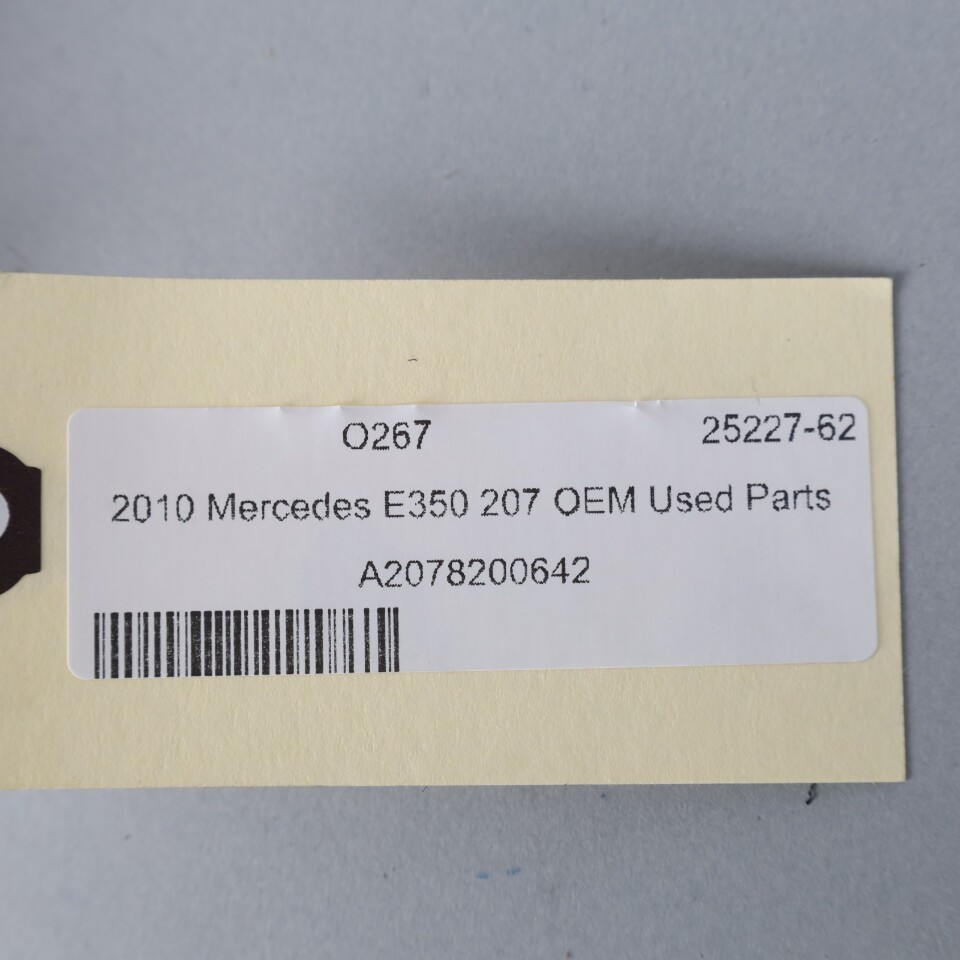 O267 25227-62
2010 Mercedes E350 207 OEM Used Parts
A2078200642